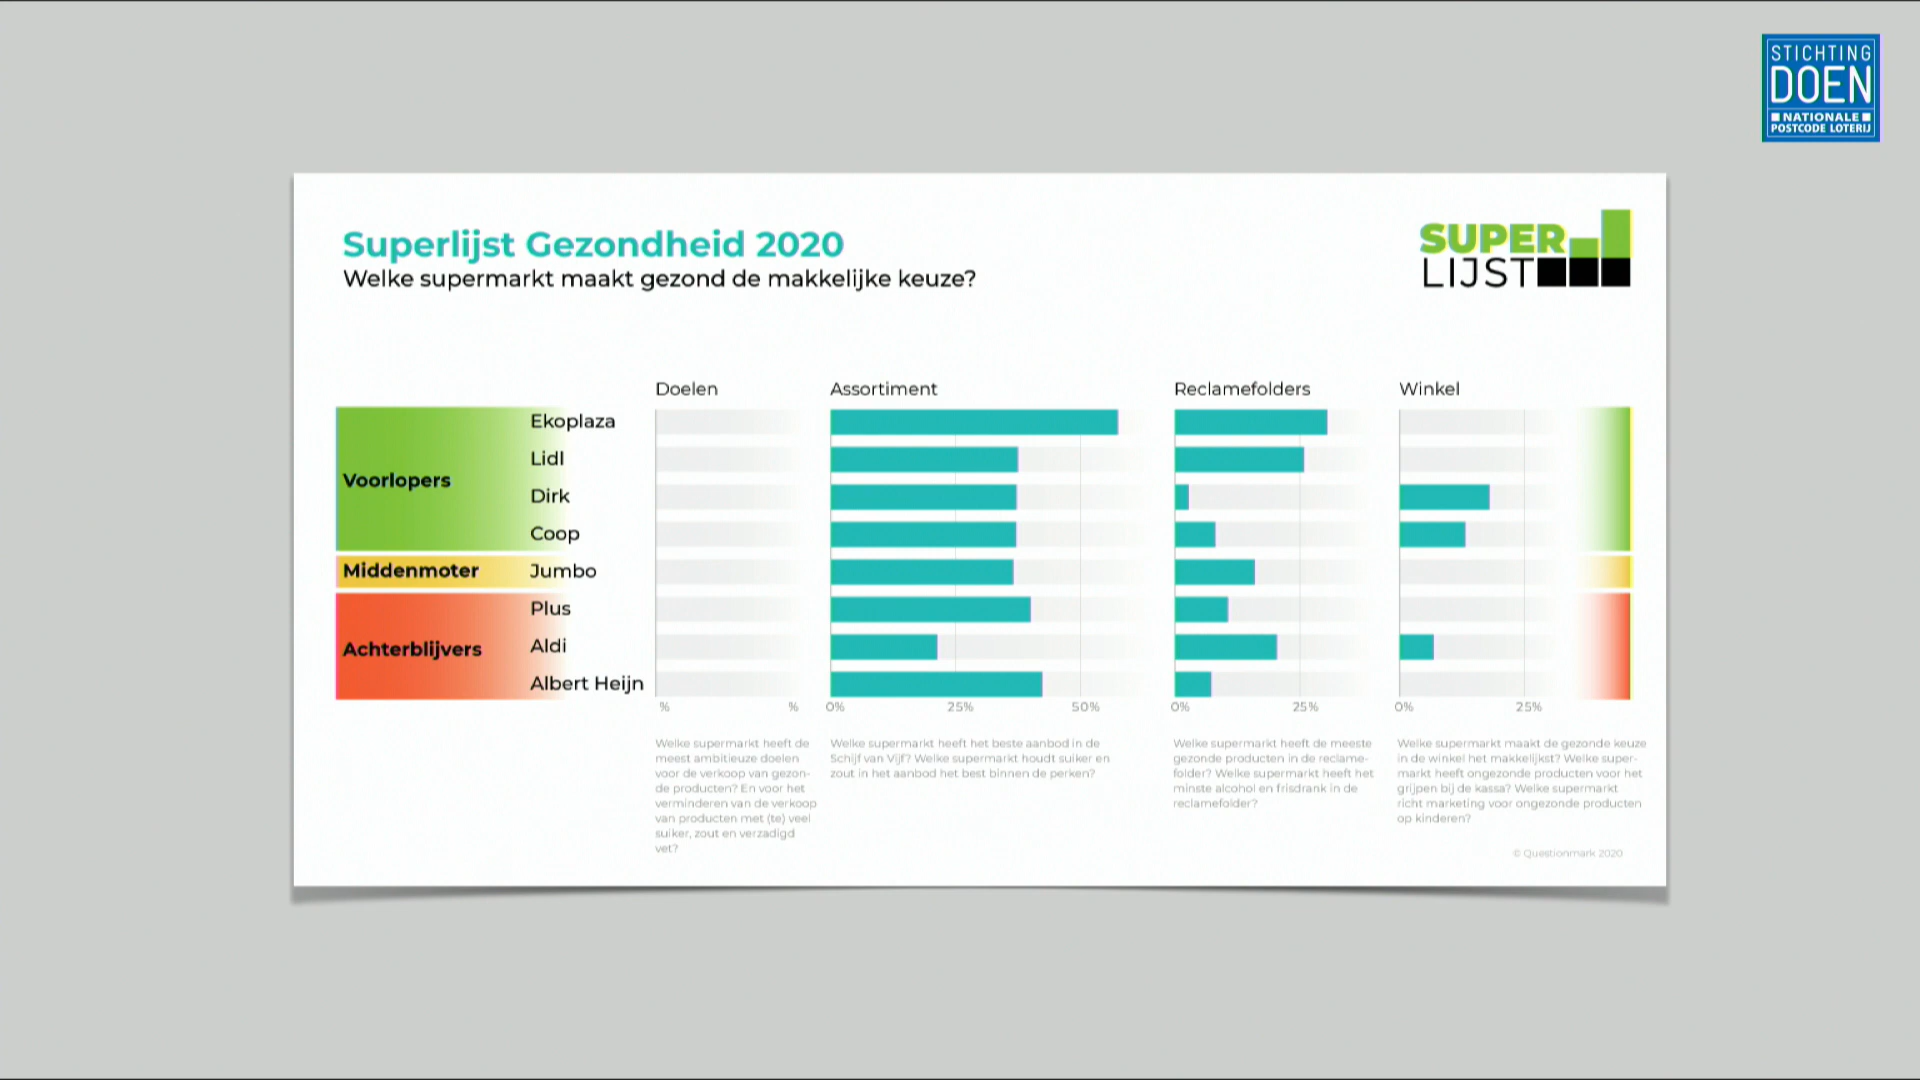 STICHTING
DOEN
NATIONALE
POSTCODE LOTERIJ
Superlijst Gezondheid 2020
Welke supermarkt maakt gezond de makkelijke keuze?
SUPER
LIJST
Doelen Assortiment Reclamefolders Winkel
Voorlopers
Ekoplaza
Lidl
Dirk
Coop
Middenmoter Jumbo
Achterblijvers
Plus
Aldi
Albert Heijn
% % 0% 25% 50% 0% 25% 0% 25%
Welke supermarkt heeft de
meest ambitieuze doelen
voor de verkoop van gezon-
de producten? En voor het
verminderen van de verkoop
van producten met (te) veel
suiker, zout en verzadigd
vet?
Welke supermarkt heeft het beste aanbod in de
Schijf van Vijf? Welke supermarkt houdt suiker en
zout in het aanbod het best binnen de perken?
Welke supermarkt heeft de meeste
gezonde producten in de reclame-
folder? Welke supermarkt heeft het
minste alcohol en frisdrank in de
reclamefolder?
Welke supermarkt maakt de gezonde keuze
in de winkel het makkelijkst? Welke super-
markt heeft ongezonde producten voor het
grijpen bij de kassa? Welke supermarkt
richt marketing voor ongezonde producten
op kinderen?
© Questionmark 2020